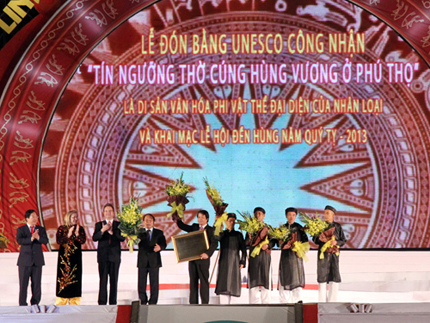 LỄ ĐÓN BẰNG UNESCO CÔNG NHẬN
"TÍN NGƯỠNG THỜ CÚNG HÙNG VƯƠNG Ở PHÚ THỌ"
LÀ DI SẢN VĂN HÓA PHI VẬT THỂ ĐẠI DIỆN CỦA NHÂN LOẠI
VÀ KHAI MẠC LỄ HỘI ĐỀN HÙNG NĂM QUÝ TỴ - 2013